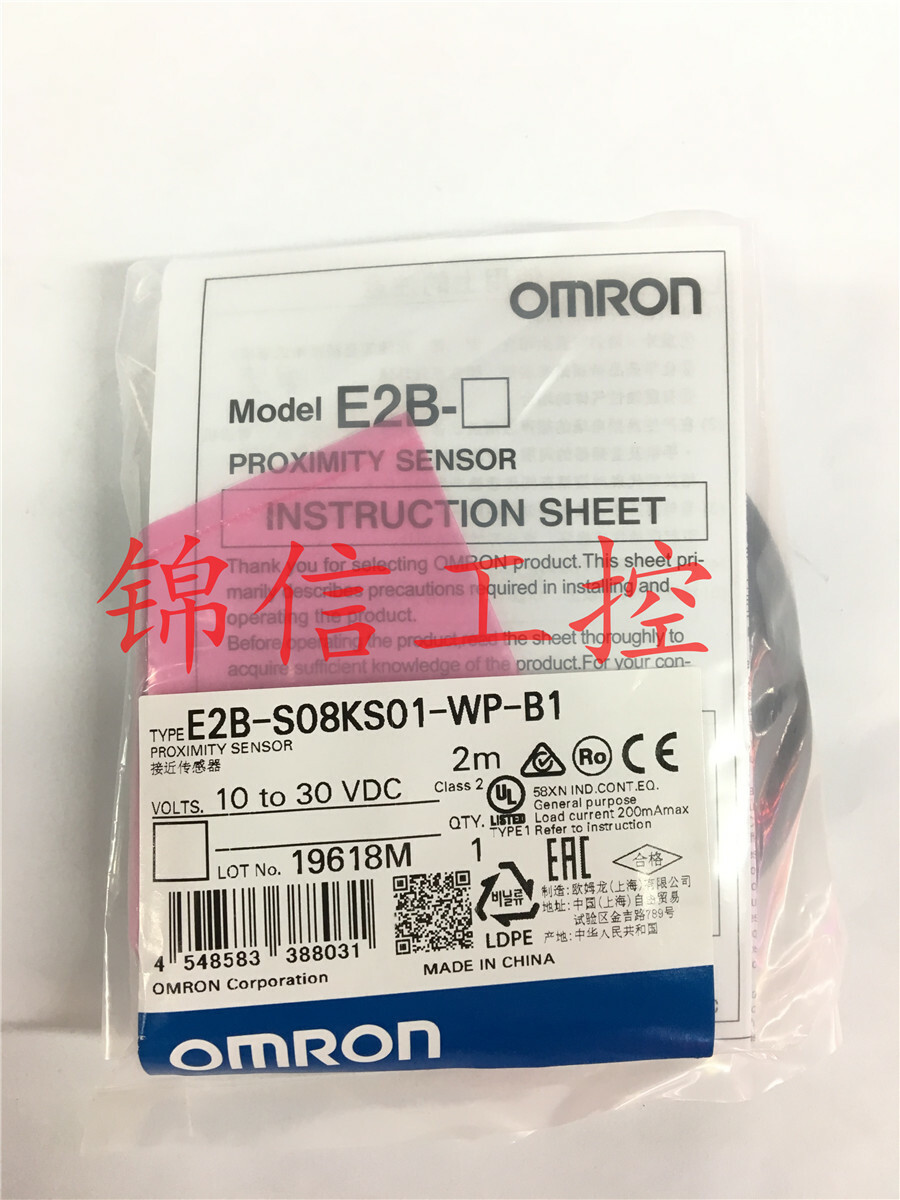 OMRON
Model E2B-□
PROXIMITY SENSOR
INSTRUCTION SHEET
Thank you for selecting OMRON product.This sheet pri-
marily describes precautions required in installing and
operating the product.
Before operating the product,read the sheet thoroughly to
acquire sufficient knowledge of the product.For your con-
锦信工控
TYPE E2B-S08KS01-WP-B1
PROXIMITY SENSOR
接近传感器
2m
Ro CE
VOLTS. 10 to 30 VDC
Class 2
UL LISTED
58XN IND.CONT.EQ.
General purpose
Load current 200mAmax
TYPE1 Refer to instruction
QTY.
1
LOT No. 19618M
EAC
合格
비닐류
LDPE
制造:欧姆龙(上海)有限公司
地址:中国(上海)自由贸易
试验区金吉路789号
产地:中华人民共和国
4 548583 388031
MADE IN CHINA
OMRON Corporation
OMRON